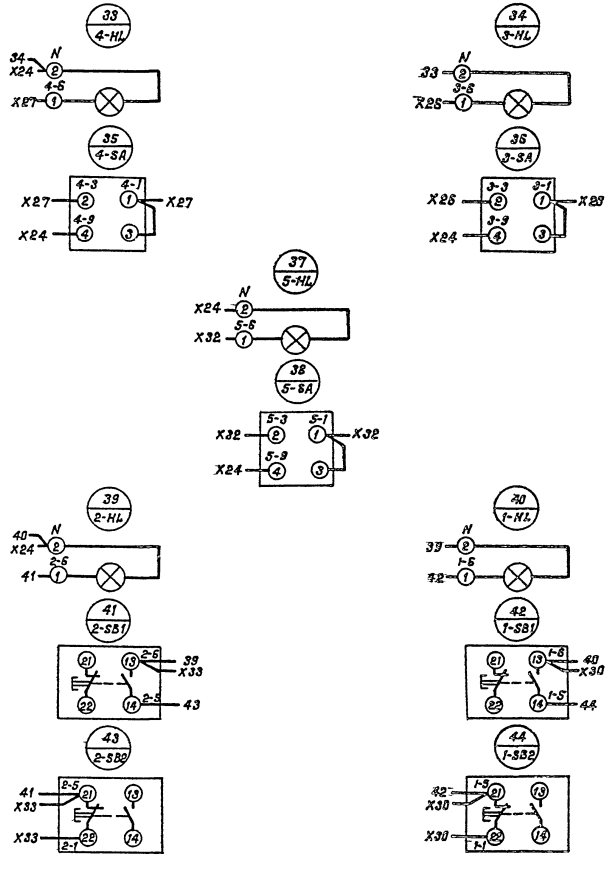 33
4-HL
34
N
X24
2
4-6
X27
1
35
4-SA
4-3
4-1
X27
2
1
X27
4-9
X24
4
3
34
3-HL
N
33
2
3-6
X26
1
36
3-SA
3-3
3-1
X26
2
1
X23
3-9
X24
4
3
37
5-HL
N
X24
2
5-6
X32
1
38
5-SA
5-3
5-1
X32
2
1
X32
5-9
X24
4
3
39
2-HL
40
N
X24
2
2-6
41
1
41
2-SB1
21
13
2-6
39
X33
22
14
2-5
43
43
2-SB2
41
2-5
21
13
X33
X33
22
14
2-1
40
1-HL
N
39
2
1-6
42
1
42
1-SB1
21
13
1-6
40
X30
22
14
1-5
44
44
1-SB2
42
1-5
21
13
X30
X30
22
14
1-1